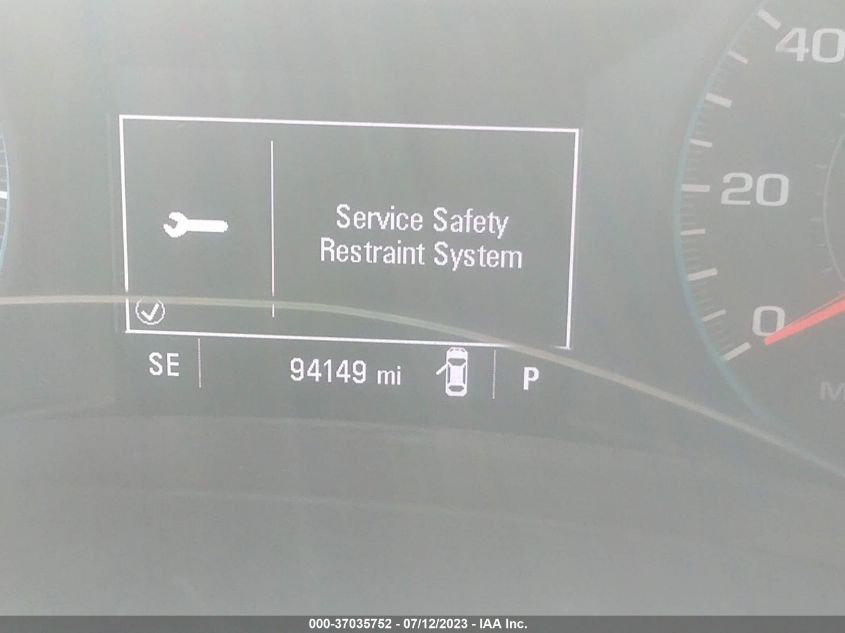 40
20
0
Service Safety
Restraint System
SE 94149 mi P
000-37035752 - 07/12/2023 - IAA Inc.